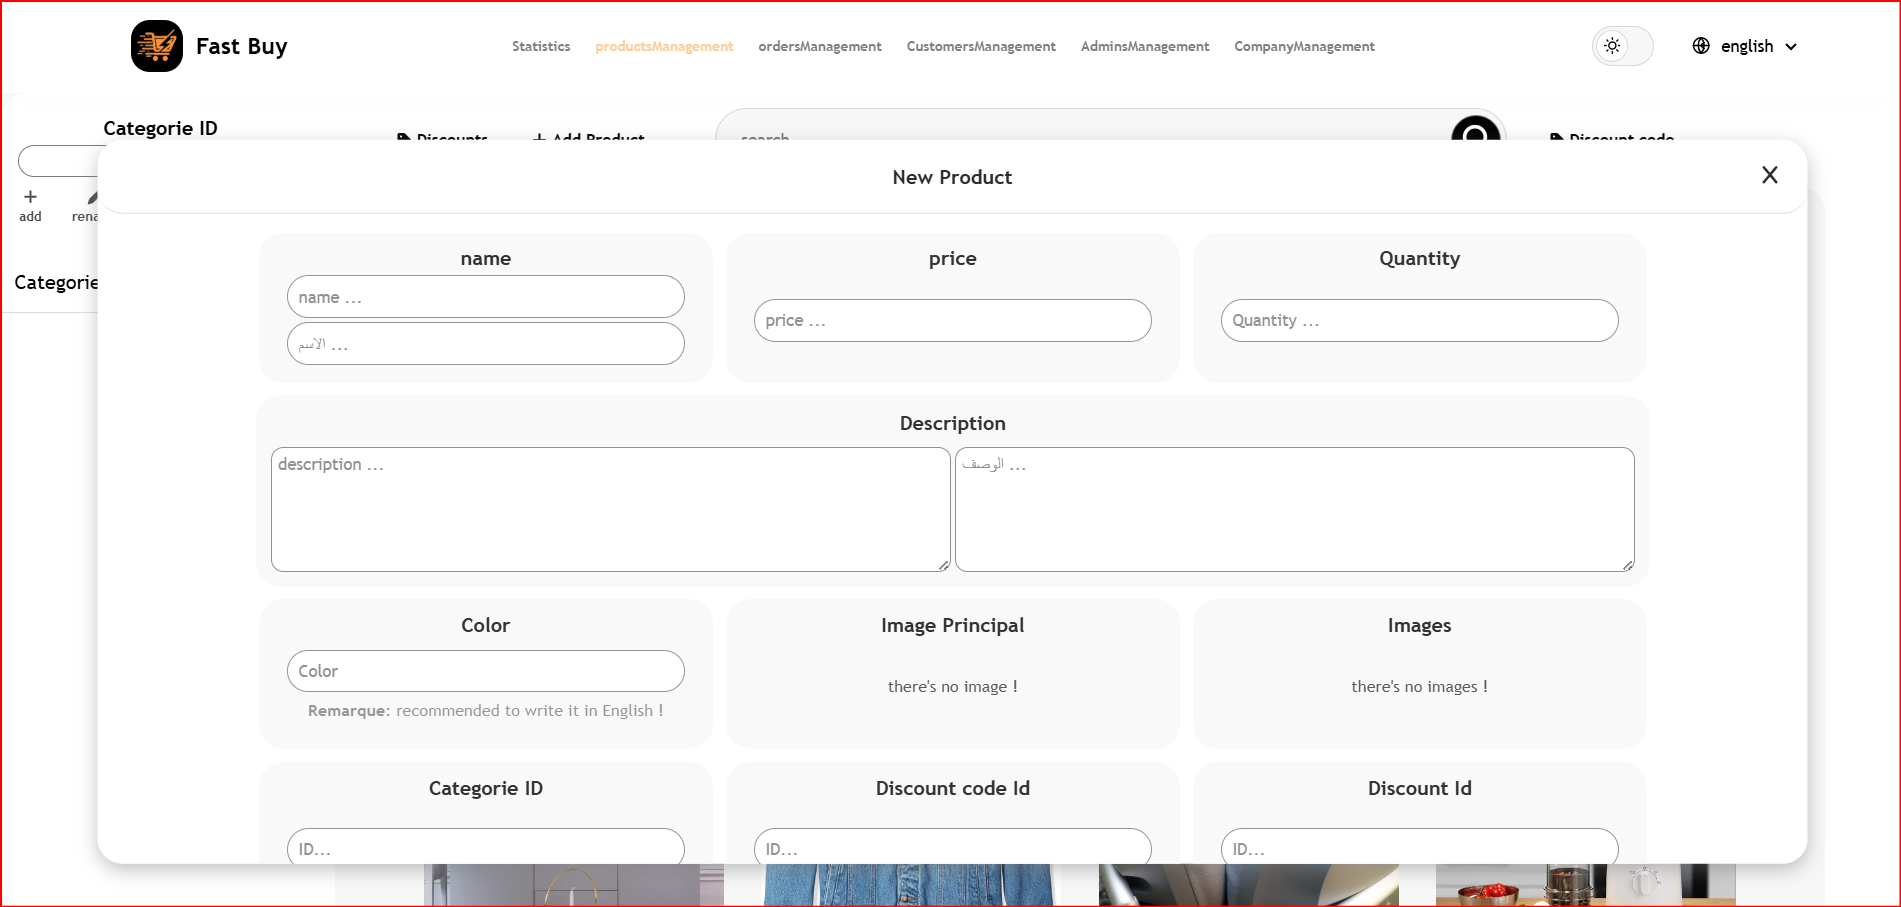 Fast Buy
Statistics productsManagement ordersManagement CustomersManagement AdminsManagement CompanyManagement
english
Categorie ID
Discounts
Add Product
search
Discount code
add
rena
Categorie
New Product
X
name
name ...
الاسم ...
price
price ...
Quantity
Quantity ...
Description
description ...
الوصف ...
Color
Color
Remarque: recommended to write it in English !
Image Principal
there's no image !
Images
there's no images !
Categorie ID
ID...
Discount code Id
ID...
Discount Id
ID...